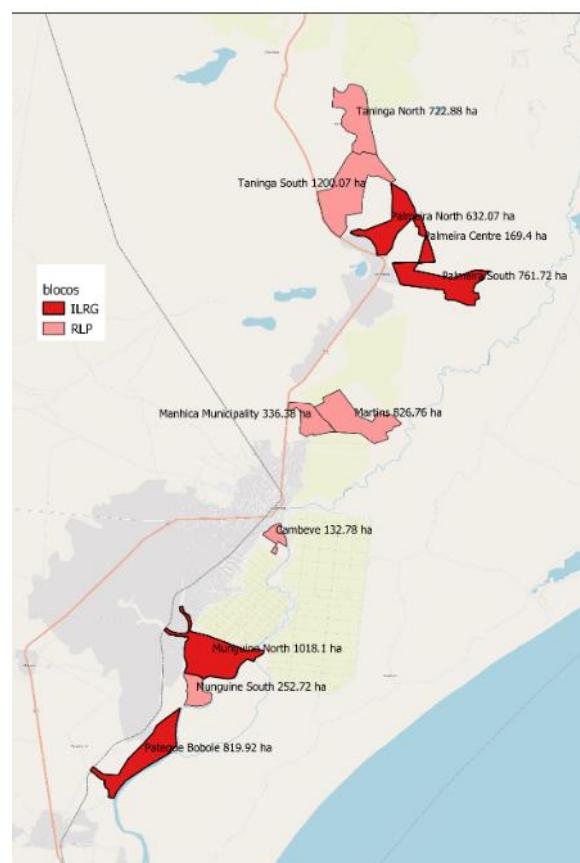 Taninga North 722.88 ha
Taninga South 1200.07 ha
Palmeira North 632.07 ha
Palmeira Centre 169.4 ha
Palmeira South 761.72 ha
blocos
ILRG
RLP
Manhica Municipality 336.38 ha
Martins 826.76 ha
Cambeve 132.78 ha
Munguine North 1018.1 ha
Munguine South 252.72 ha
Pateque Bobole 819.92 ha